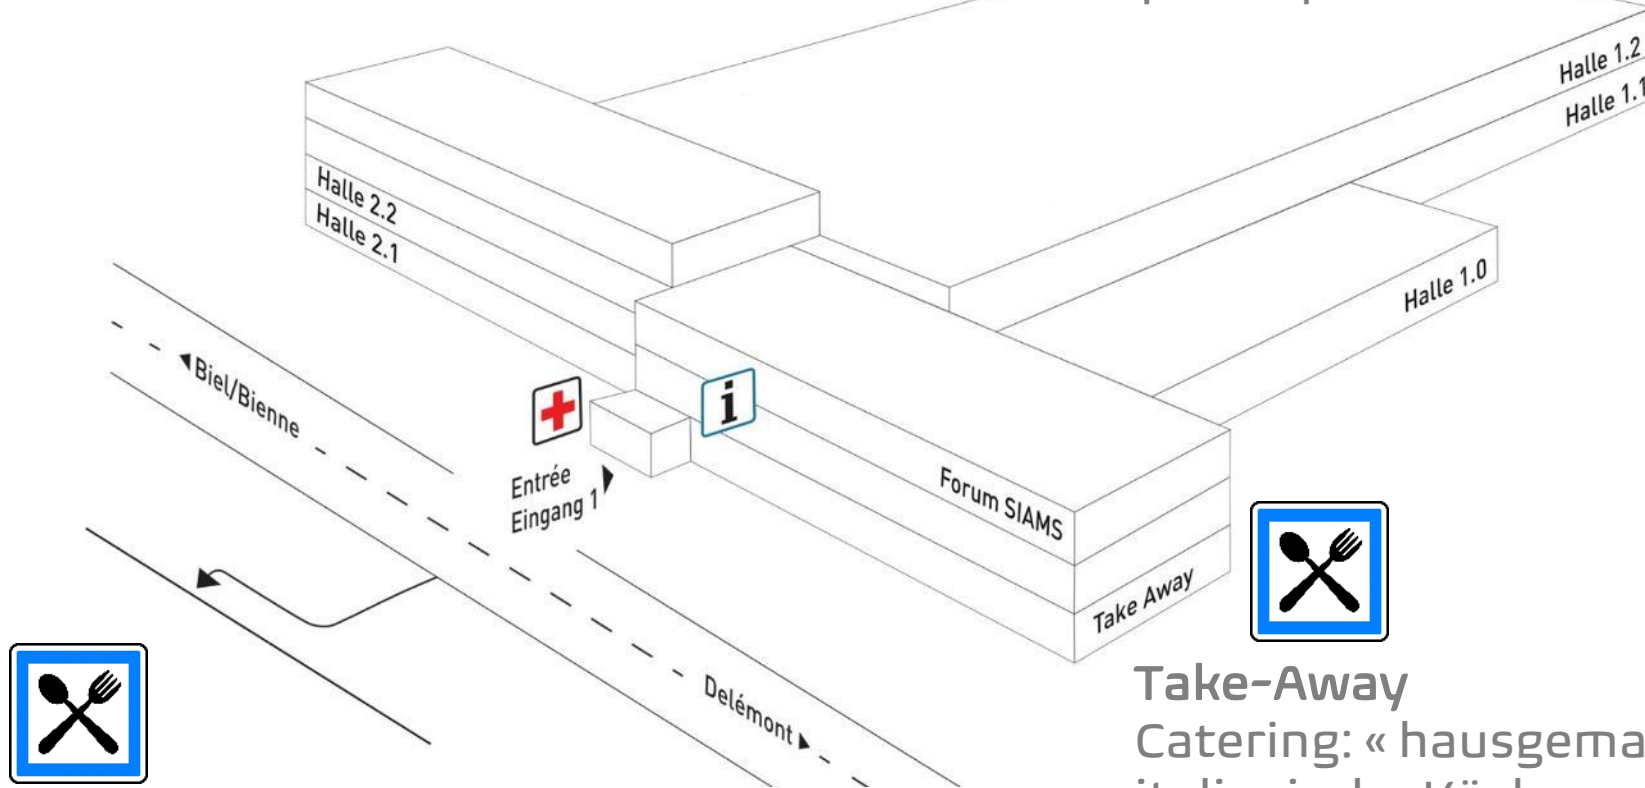 Halle 1.2
Halle 1.1
Halle 2.2
Halle 2.1
Halle 1.0
Biel/Bienne
i
Entrée
Eingang 1
Forum SIAMS
Take Away
Delémont
Take-Away
Catering: « hausgema